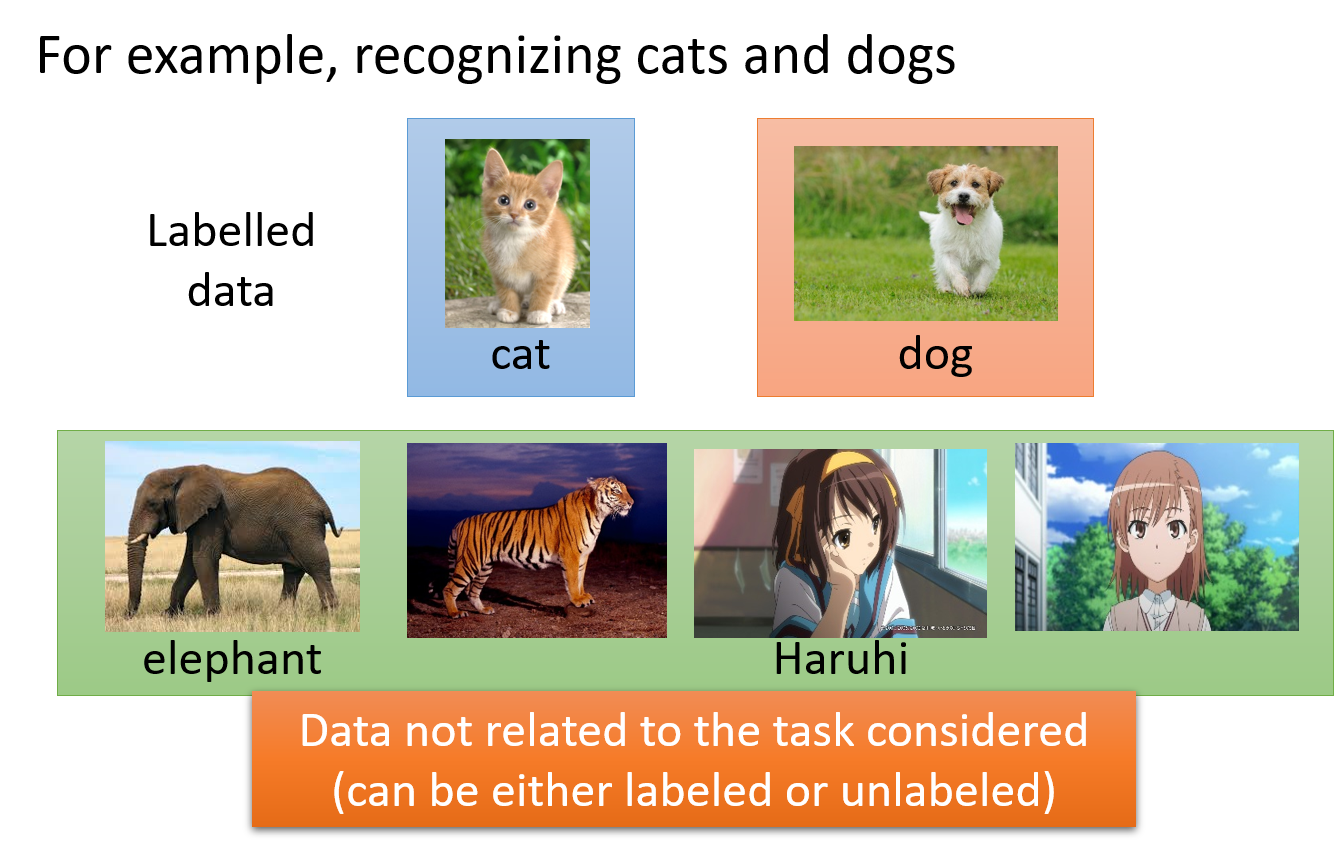 For example, recognizing cats and dogs
Labelled
data
cat
dog
elephant
Haruhi
Data not related to the task considered
(can be either labeled or unlabeled)